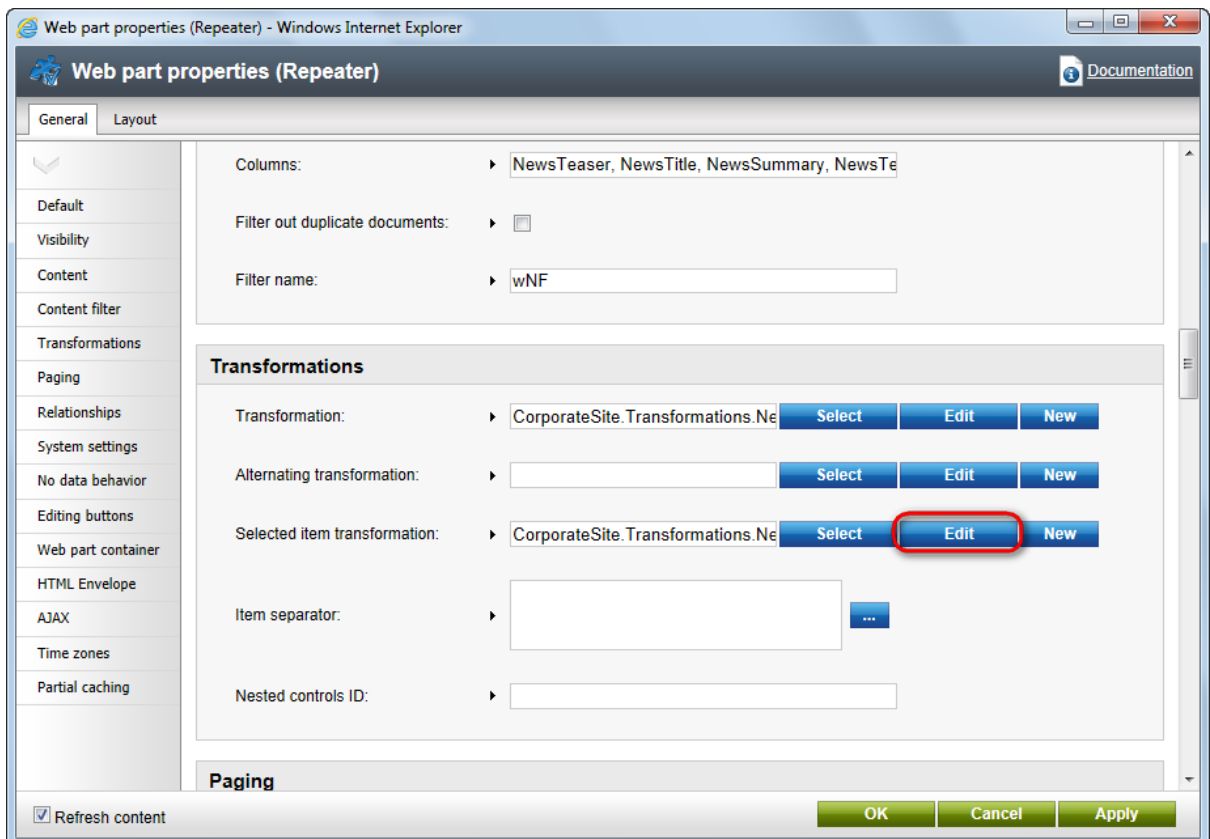 Web part properties (Repeater) - Windows Internet Explorer
Web part properties (Repeater)
Documentation
General Layout
Default
Visibility
Content
Content filter
Transformations
Paging
Relationships
System settings
No data behavior
Editing buttons
Web part container
HTML Envelope
AJAX
Time zones
Partial caching
Columns: NewsTeaser, NewsTitle, NewsSummary, NewsTe
Filter out duplicate documents:
Filter name: wNF
Transformations
Transformation: CorporateSite.Transformations.Ne Select Edit New
Alternating transformation: Select Edit New
Selected item transformation: CorporateSite.Transformations.Ne Select Edit New
Item separator: ...
Nested controls ID:
Paging
Refresh content OK Cancel Apply